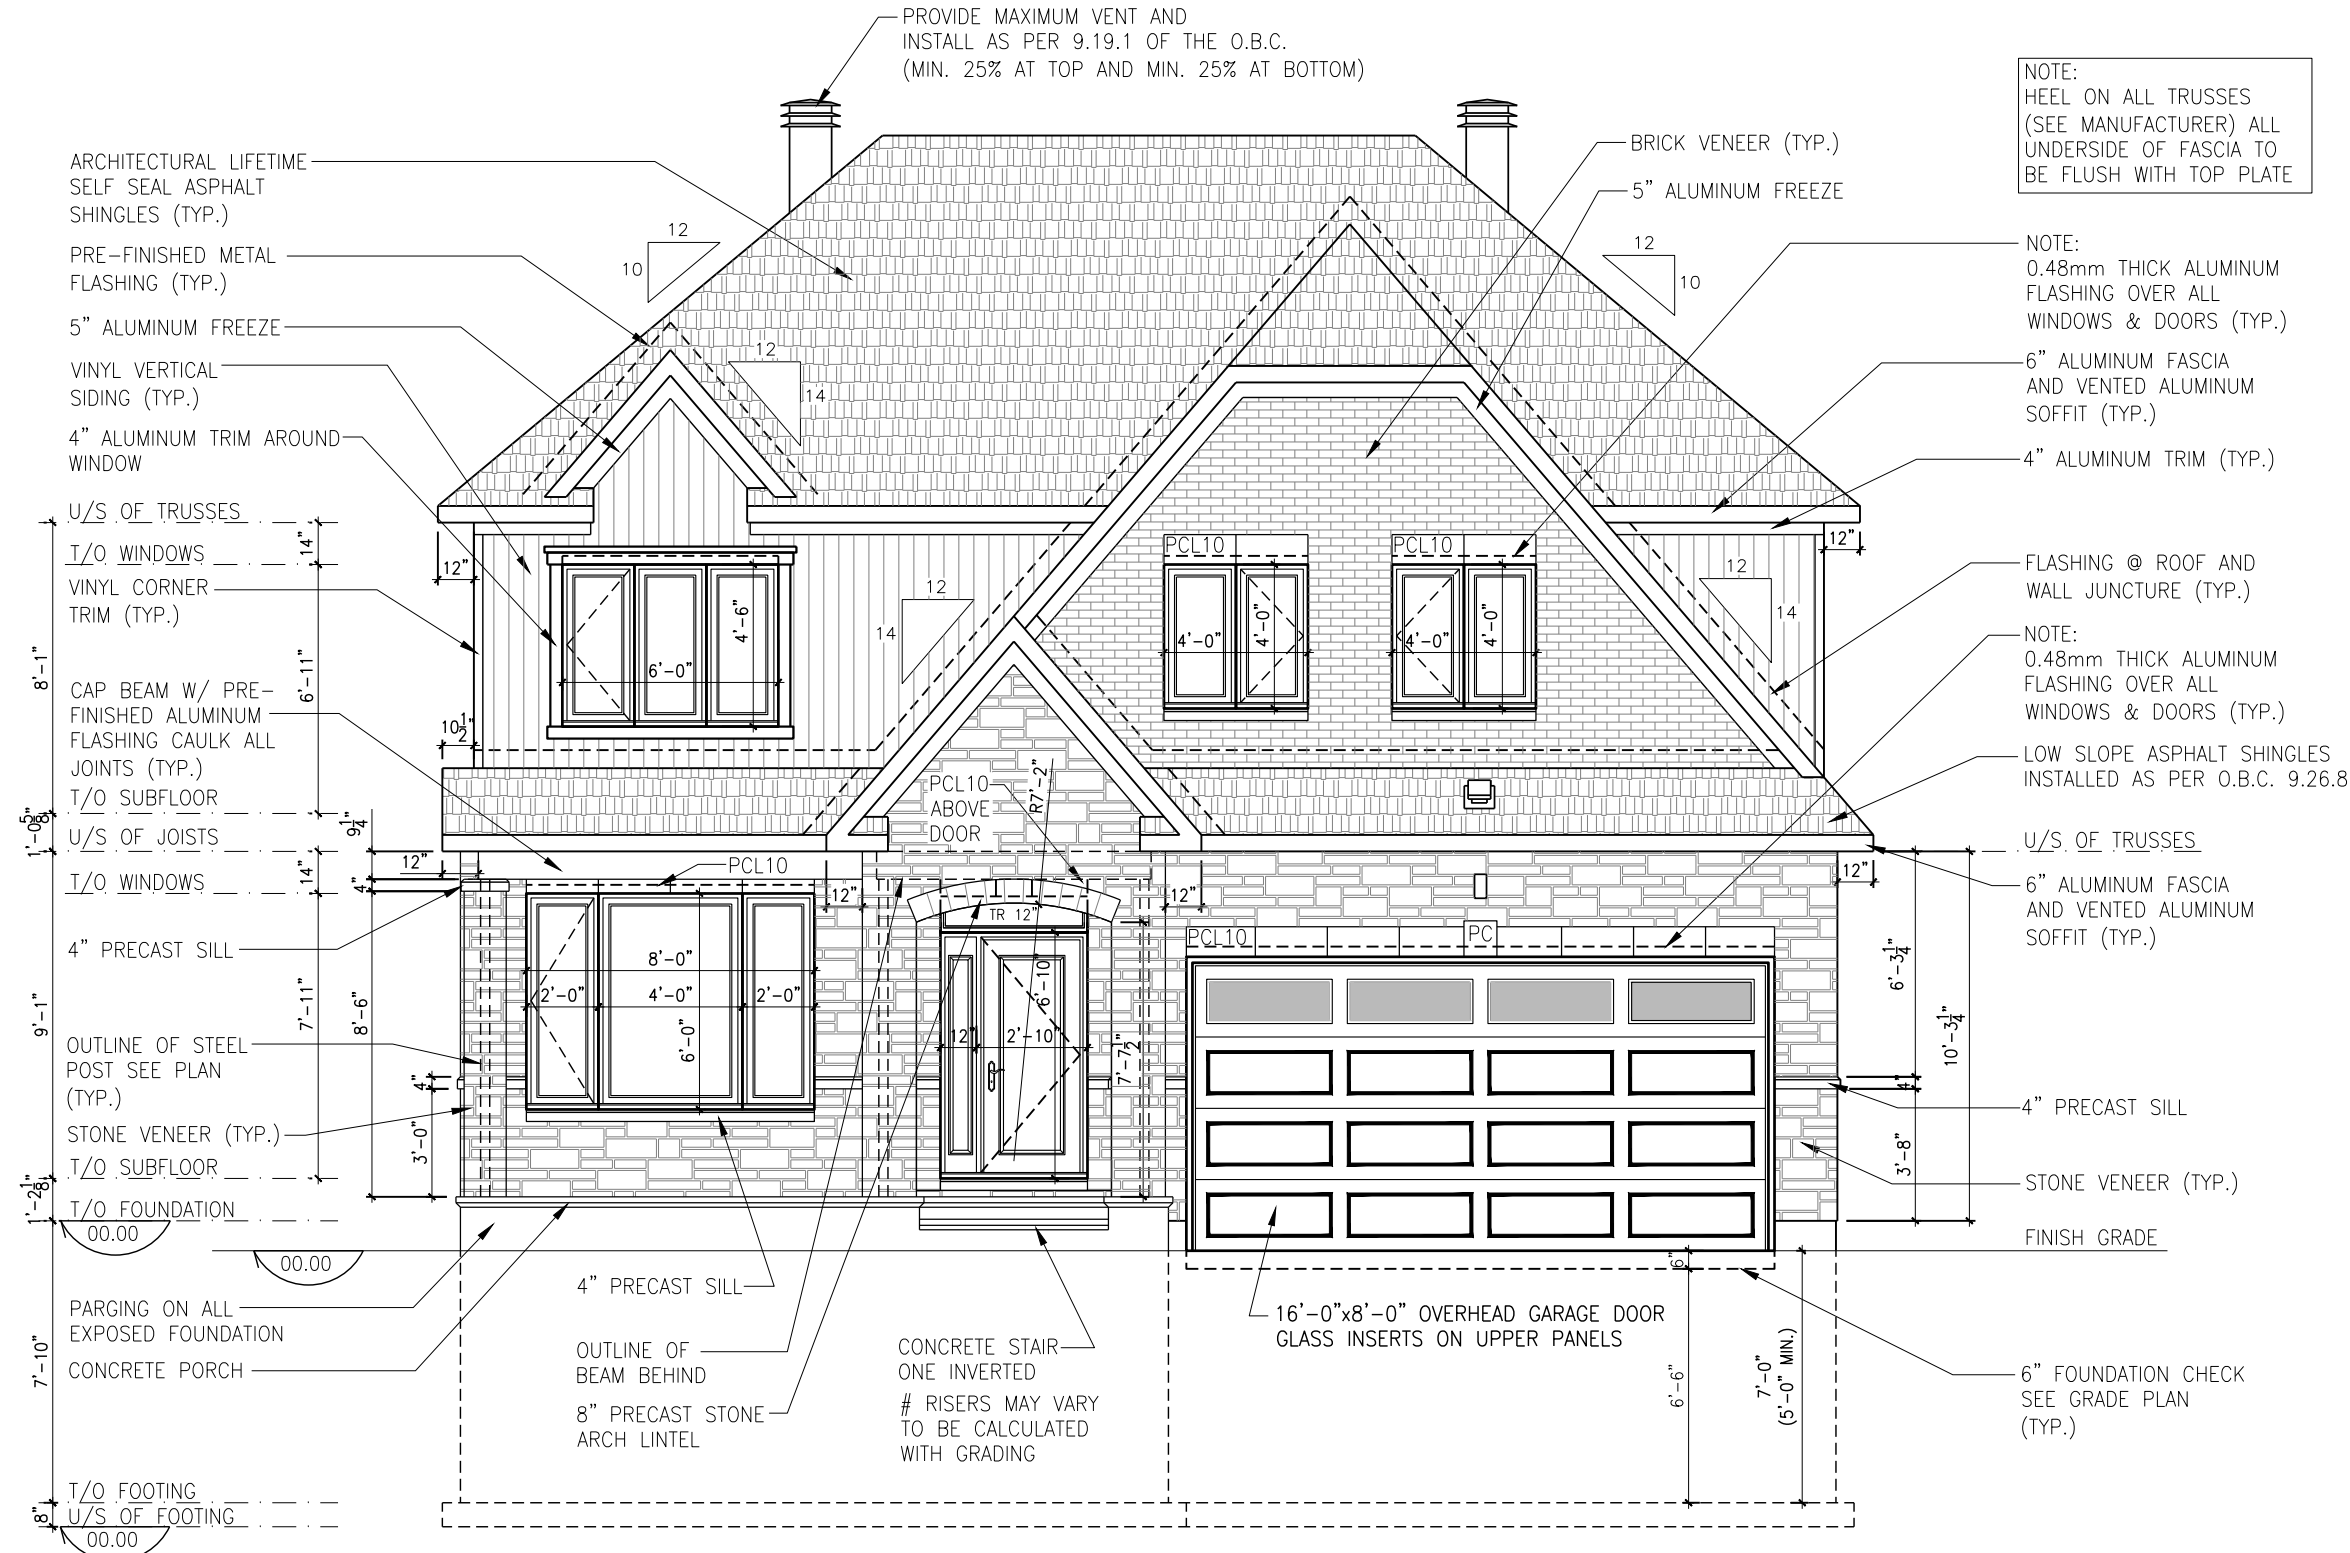 PROVIDE MAXIMUM VENT AND
INSTALL AS PER 9.19.1 OF THE O.B.C.
(MIN. 25% AT TOP AND MIN. 25% AT BOTTOM)
NOTE:
HEEL ON ALL TRUSSES
(SEE MANUFACTURER) ALL
UNDERSIDE OF FASCIA TO
BE FLUSH WITH TOP PLATE
ARCHITECTURAL LIFETIME
SELF SEAL ASPHALT
SHINGLES (TYP.)
PRE-FINISHED METAL
FLASHING (TYP.)
5" ALUMINUM FREEZE
VINYL VERTICAL
SIDING (TYP.)
4" ALUMINUM TRIM AROUND
WINDOW
U/S OF TRUSSES
T/O WINDOWS
VINYL CORNER
TRIM (TYP.)
CAP BEAM W/ PRE-
FINISHED ALUMINUM
FLASHING CAULK ALL
JOINTS (TYP.)
T/O SUBFLOOR
U/S OF JOISTS
T/O WINDOWS
4" PRECAST SILL
OUTLINE OF STEEL
POST SEE PLAN
(TYP.)
STONE VENEER (TYP.)
T/O SUBFLOOR
T/O FOUNDATION
00.00
00.00
PARGING ON ALL
EXPOSED FOUNDATION
CONCRETE PORCH
T/O FOOTING
U/S OF FOOTING
00.00
8'-1"
1'-0 5/8"
9'-1"
1'-2 1/8"
7'-10"
8"
14"
6'-11"
14"
7'-11"
9 1/4"
4"
8'-6"
4"
3'-0"
12"
10 1/2"
12"
12
10
12
14
12
14
12
10
12
14
4'-6"
6'-0"
PCL10
4'-0"
4'-0"
PCL10
4'-0"
4'-0"
PCL10
ABOVE
DOOR
R7'-2"
PCL10
8'-0"
2'-0"
4'-0"
2'-0"
6'-0"
12"
TR 12"
12"
6'-10"
12"
2'-10"
7'-7 1/2"
PCL10
PC
4" PRECAST SILL
OUTLINE OF
BEAM BEHIND
8" PRECAST STONE
ARCH LINTEL
CONCRETE STAIR
ONE INVERTED
# RISERS MAY VARY
TO BE CALCULATED
WITH GRADING
16'-0"x8'-0" OVERHEAD GARAGE DOOR
GLASS INSERTS ON UPPER PANELS
6"
6'-6"
7'-0"
(5'-0" MIN.)
BRICK VENEER (TYP.)
5" ALUMINUM FREEZE
NOTE:
0.48mm THICK ALUMINUM
FLASHING OVER ALL
WINDOWS & DOORS (TYP.)
6" ALUMINUM FASCIA
AND VENTED ALUMINUM
SOFFIT (TYP.)
4" ALUMINUM TRIM (TYP.)
12"
FLASHING @ ROOF AND
WALL JUNCTURE (TYP.)
NOTE:
0.48mm THICK ALUMINUM
FLASHING OVER ALL
WINDOWS & DOORS (TYP.)
LOW SLOPE ASPHALT SHINGLES
INSTALLED AS PER O.B.C. 9.26.8
U/S OF TRUSSES
12"
6" ALUMINUM FASCIA
AND VENTED ALUMINUM
SOFFIT (TYP.)
6'-3 1/4"
10'-3 1/4"
4"
3'-8"
4" PRECAST SILL
STONE VENEER (TYP.)
FINISH GRADE
6" FOUNDATION CHECK
SEE GRADE PLAN
(TYP.)